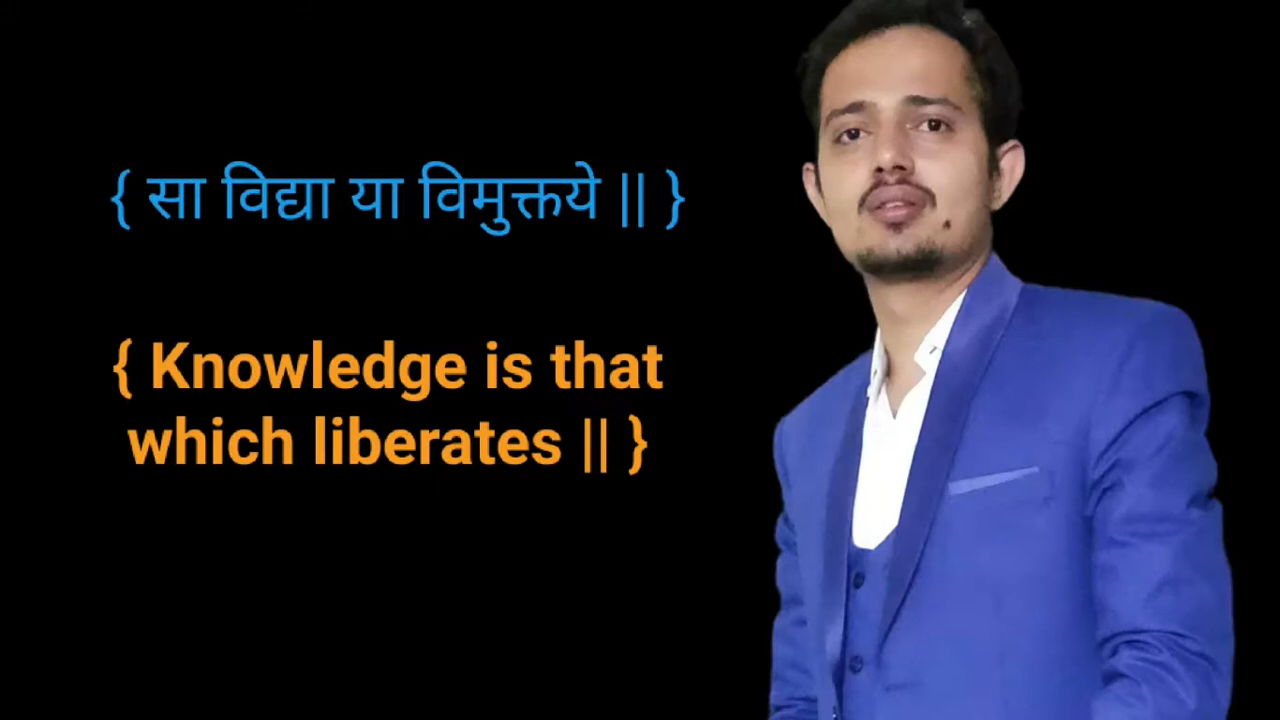 { सा विद्या या विमुक्तये || }
{ Knowledge is that
which liberates || }